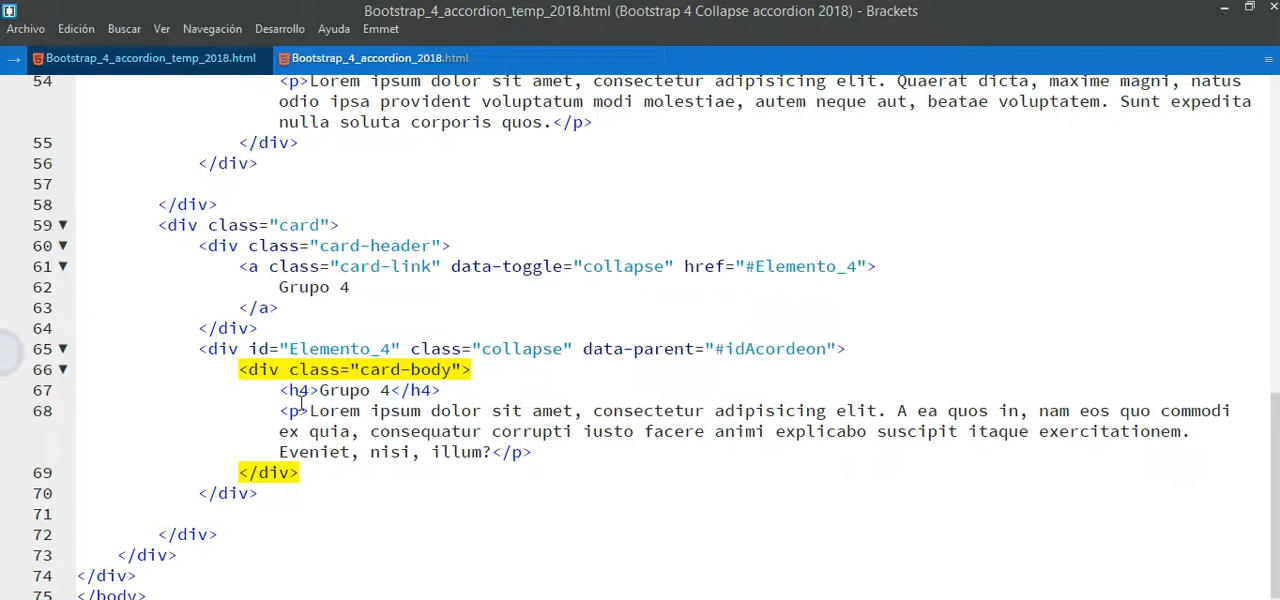 Bootstrap_4_accordion_temp_2018.html (Bootstrap 4 Collapse accordion 2018) - Brackets
Archivo Edición Buscar Ver Navegación Desarrollo Ayuda Emmet
Bootstrap_4_accordion_temp_2018.html Bootstrap_4_accordion_2018.html
54 <p>Lorem ipsum dolor sit amet, consectetur adipisicing elit. Quaerat dicta, maxime magni, natus
odio ipsa provident voluptatum modi molestiae, autem neque aut, beatae voluptatem. Sunt expedita
nulla soluta corporis quos.</p>
55 </div>
56 </div>
57
58 </div>
59 <div class="card">
60 <div class="card-header">
61 <a class="card-link" data-toggle="collapse" href="#Elemento_4">
62 Grupo 4
63 </a>
64 </div>
65 <div id="Elemento_4" class="collapse" data-parent="#idAcordeon">
66 <div class="card-body">
67 <h4>Grupo 4</h4>
68 <p>Lorem ipsum dolor sit amet, consectetur adipisicing elit. A ea quos in, nam eos quo commodi
ex quia, consequatur corrupti iusto facere animi explicabo suscipit itaque exercitationem.
Eveniet, nisi, illum?</p>
69 </div>
70 </div>
71
72 </div>
73 </div>
74 </div>
75 </body>